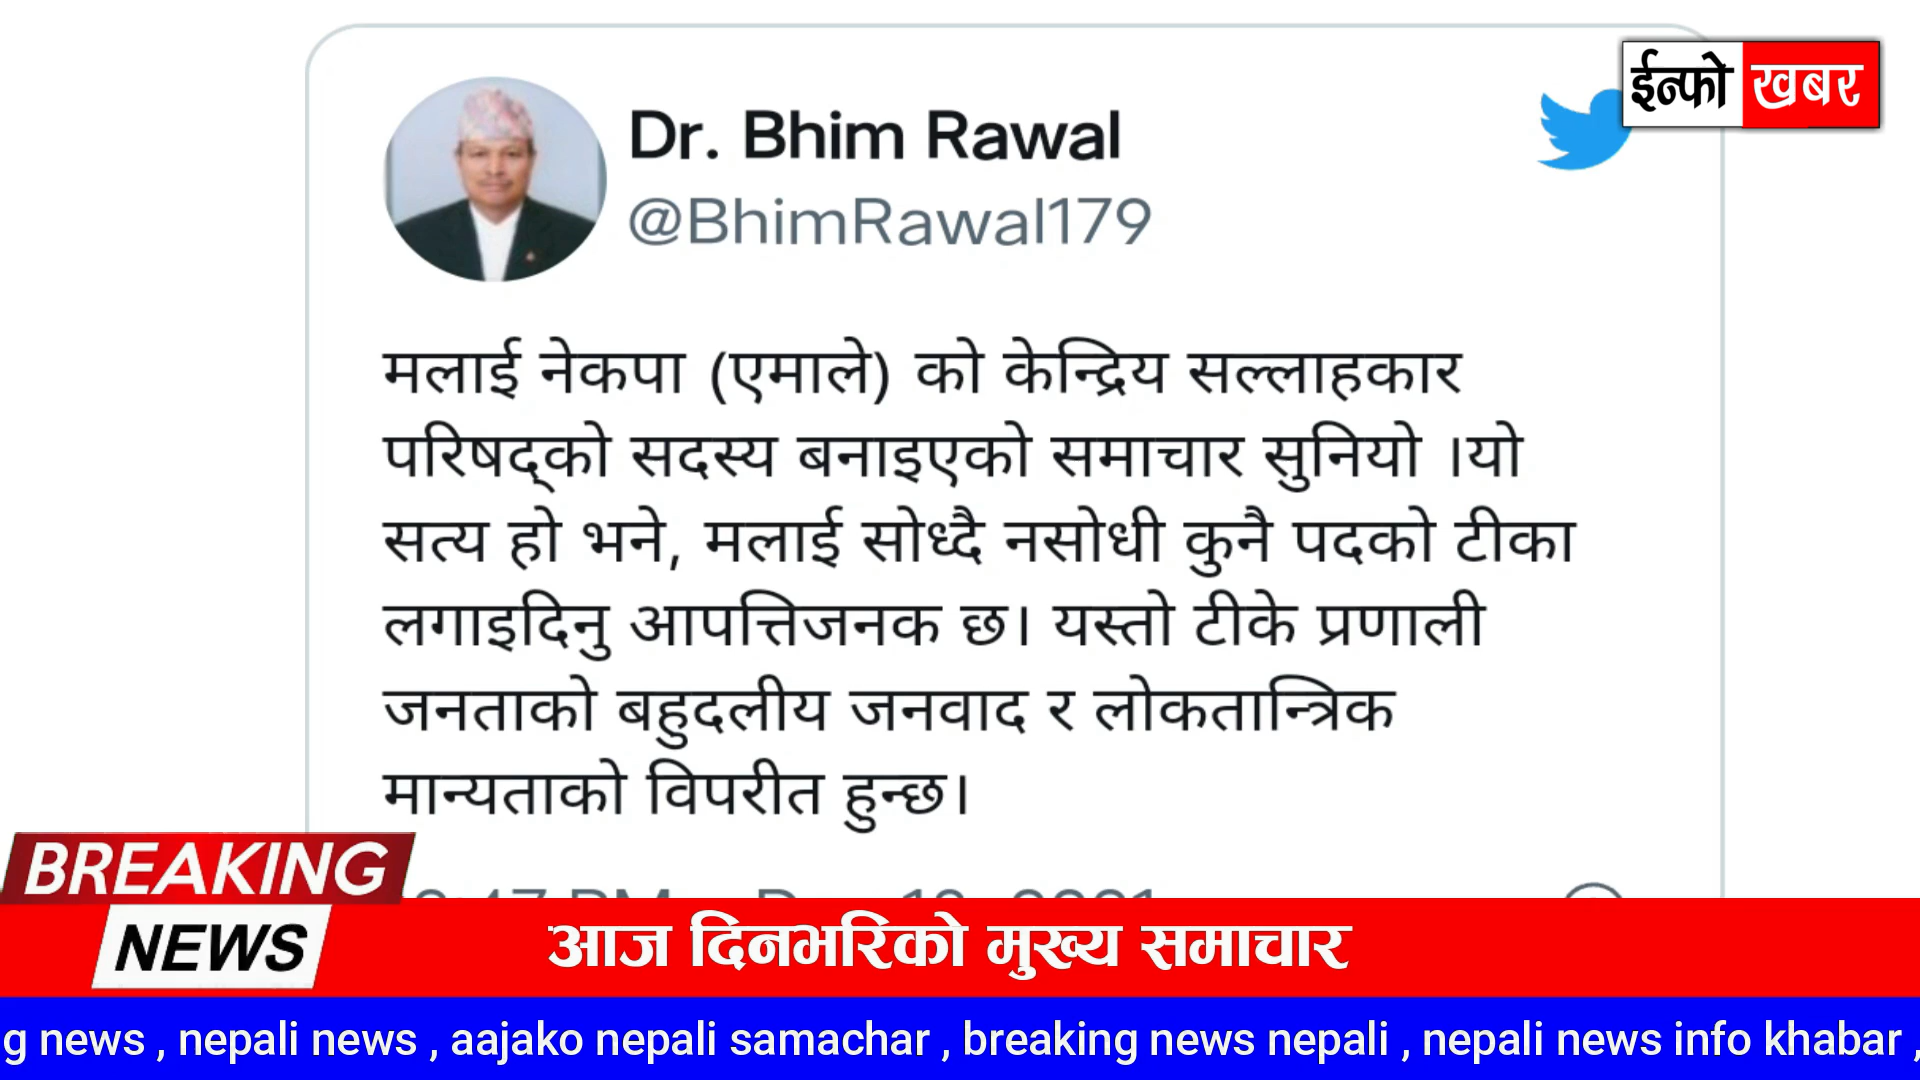 ईन्फो खबर
Dr. Bhim Rawal
@BhimRawal179
मलाई नेकपा (एमाले) को केन्द्रिय सल्लाहकार
परिषद्‌को सदस्य बनाइएको समाचार सुनियो ।यो
सत्य हो भने, मलाई सोध्दै नसोधी कुनै पदको टीका
लगाइदिनु आपत्तिजनक छ। यस्तो टीके प्रणाली
जनताको बहुदलीय जनवाद र लोकतान्त्रिक
मान्यताको विपरीत हुन्छ।
BREAKING
NEWS
आज दिनभरिको मुख्य समाचार
g news , nepali news , aajako nepali samachar , breaking news nepali , nepali news info khabar ,